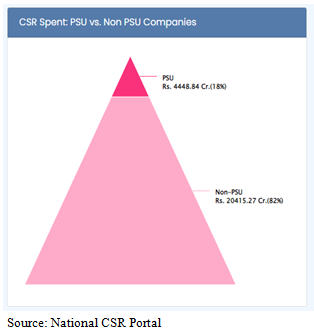 CSR Spent: PSU vs. Non PSU Companies
PSU
Rs. 4448.84 Cr.(18%)
Non-PSU
Rs. 20415.27 Cr.(82%)
Source: National CSR Portal